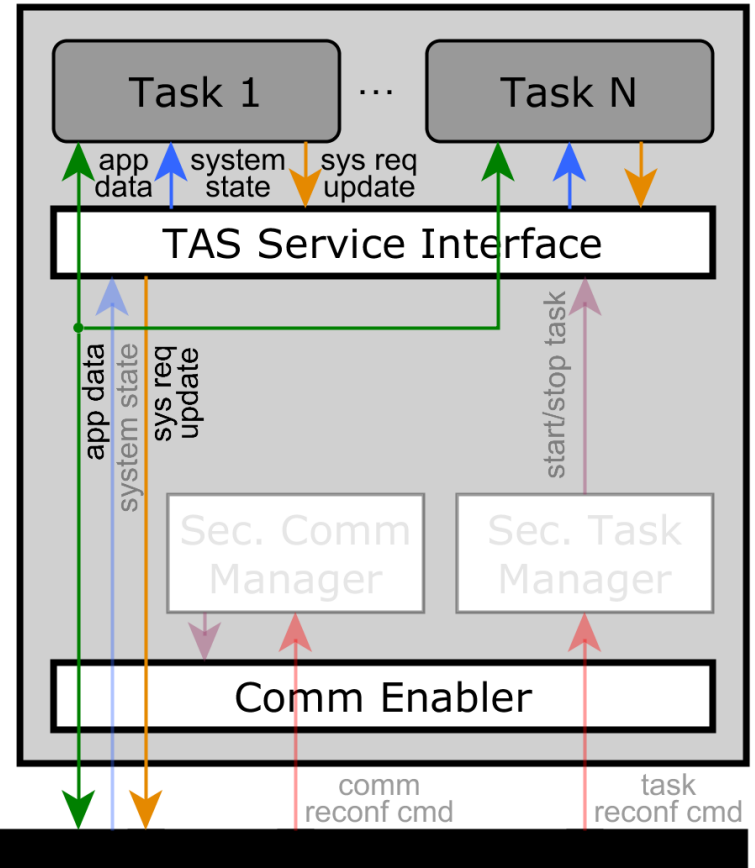 Task 1
...
Task N
app
data
system
state
sys req
update
TAS Service Interface
app data
system state
sys req
update
start/stop task
Sec. Comm
Manager
Sec. Task
Manager
Comm Enabler
comm
reconf cmd
task
reconf cmd